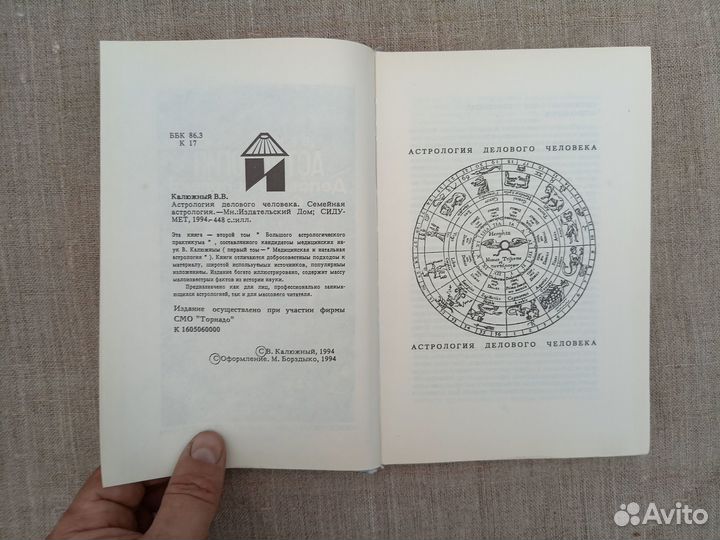 ББК 86.3
К 17
Калюжный В.В.
Астрология делового человека. Семейная
астрология.—Мн.:Издательский Дом; СИДУ-
МЕТ, 1994.-448 с.:илл.
Эта книга — второй том " Большого астрологического
практикума " , составленного кандидатом медицинских на-
ук В. Калюжным ( первый том—" Медицинская и натальная
астрология " ). Книги отличаются добросовестным подходом к
материалу, широтой используемых источников, популярным
изложением. Издание богато иллюстрировано, содержит массу
малоизвестных фактов из истории науки.
Предназначено как для лиц, профессионально занима-
ющихся астрологией, так и для массового читателя.
Издание осуществлено при участии фирмы
СМО "Торнадо"
К 1605060000
©В. Калюжный, 1994
©Оформление. М. Борздыко, 1994
АСТРОЛОГИЯ ДЕЛОВОГО ЧЕЛОВЕКА
АСТРОЛОГИЯ ДЕЛОВОГО ЧЕЛОВЕКА
Avito